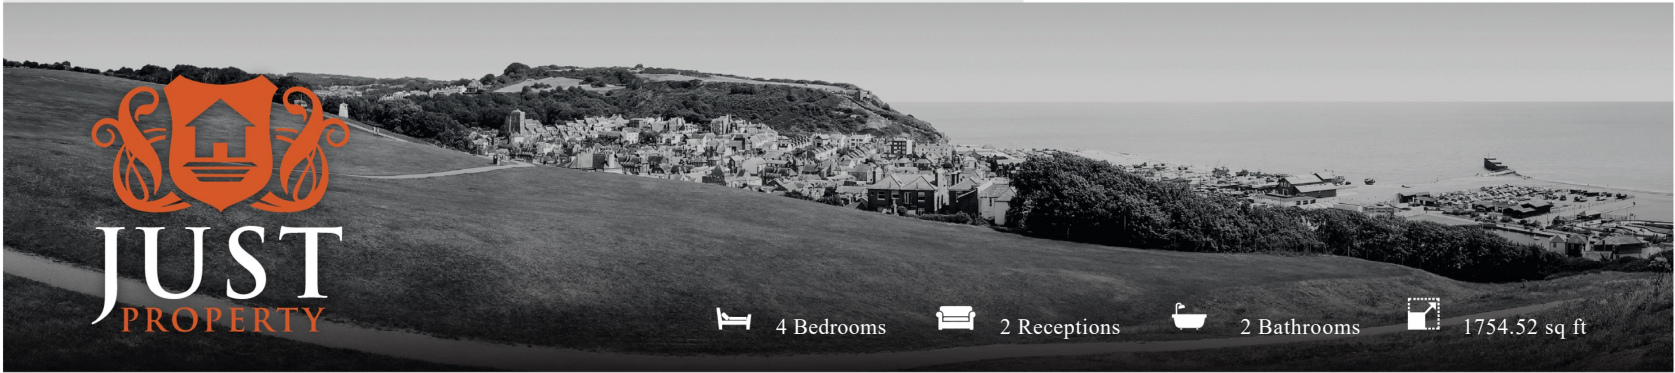 JUST
PROPERTY
4 Bedrooms
2 Receptions
2 Bathrooms
1754.52 sq ft